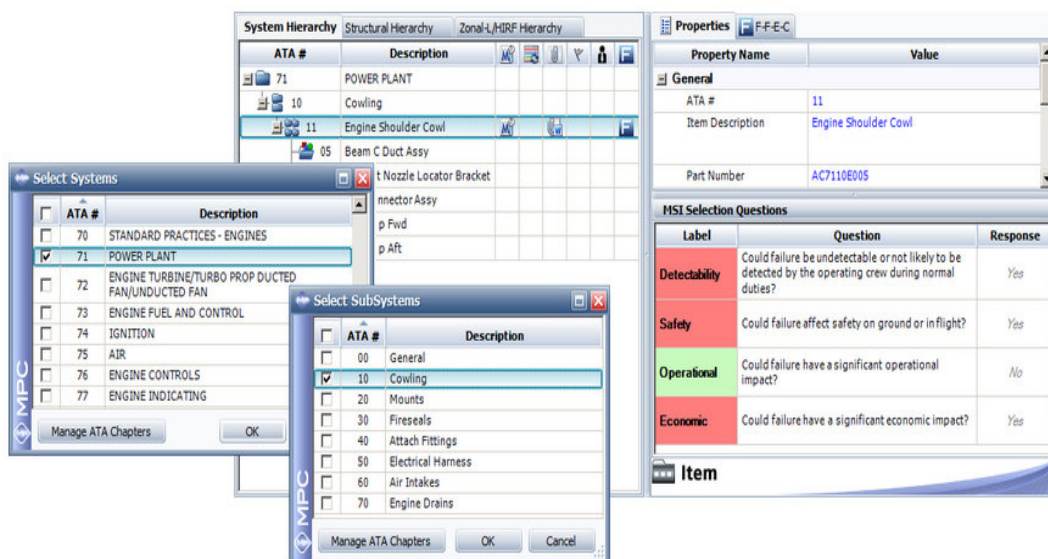 System Hierarchy Structural Hierarchy Zonal-L/HIRF Hierarchy
ATA # Description
71 POWER PLANT
10 Cowling
11 Engine Shoulder Cowl
05 Beam C Duct Assy
t Nozzle Locator Bracket
nnector Assy
p Fwd
p Aft
Properties F F-F-E-C
Property Name Value
General
ATA # 11
Item Description Engine Shoulder Cowl
Part Number AC7110E005
MSI Selection Questions
Label Question Response
Detectability Could failure be undetectable or not likely to be
detected by the operating crew during normal
duties? Yes
Safety Could failure affect safety on ground or in flight? Yes
Operational Could failure have a significant operational
impact? No
Economic Could failure have a significant economic impact? Yes
Item
Select Systems
ATA # Description
70 STANDARD PRACTICES - ENGINES
71 POWER PLANT
72 ENGINE TURBINE/TURBO PROP DUCTED
FAN/UNDUCTED FAN
73 ENGINE FUEL AND CONTROL
74 IGNITION
75 AIR
76 ENGINE CONTROLS
77 ENGINE INDICATING
MPC
Manage ATA Chapters OK
Select SubSystems
ATA # Description
00 General
10 Cowling
20 Mounts
30 Fireseals
40 Attach Fittings
50 Electrical Harness
60 Air Intakes
70 Engine Drains
MPC
Manage ATA Chapters OK Cancel